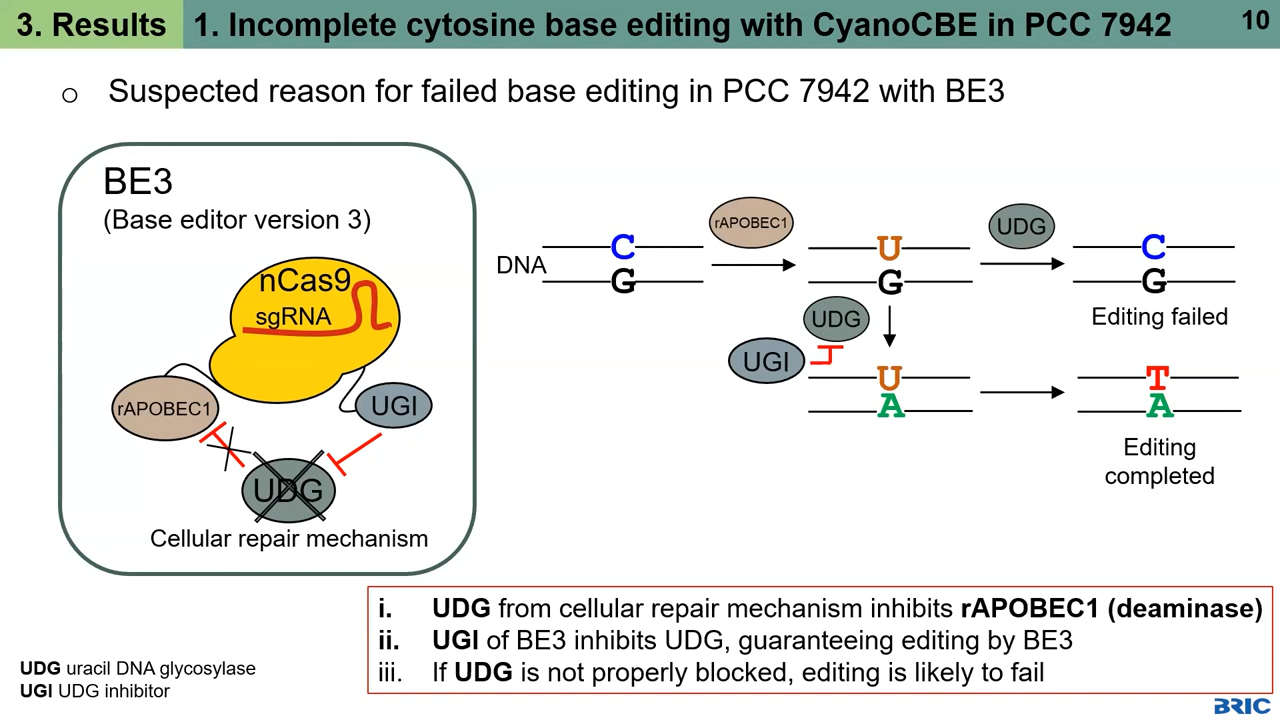 3. Results 1. Incomplete cytosine base editing with CyanoCBE in PCC 7942 10
o Suspected reason for failed base editing in PCC 7942 with BE3
BE3
(Base editor version 3)
nCas9
sgRNA
rAPOBEC1
UGI
UDG
Cellular repair mechanism
DNA
C
G
rAPOBEC1
U
G
UDG
C
G
Editing failed
UDG
UGI
U
A
T
A
Editing
completed
i. UDG from cellular repair mechanism inhibits rAPOBEC1 (deaminase)
ii. UGI of BE3 inhibits UDG, guaranteeing editing by BE3
iii. If UDG is not properly blocked, editing is likely to fail
UDG uracil DNA glycosylase
UGI UDG inhibitor
BRIC